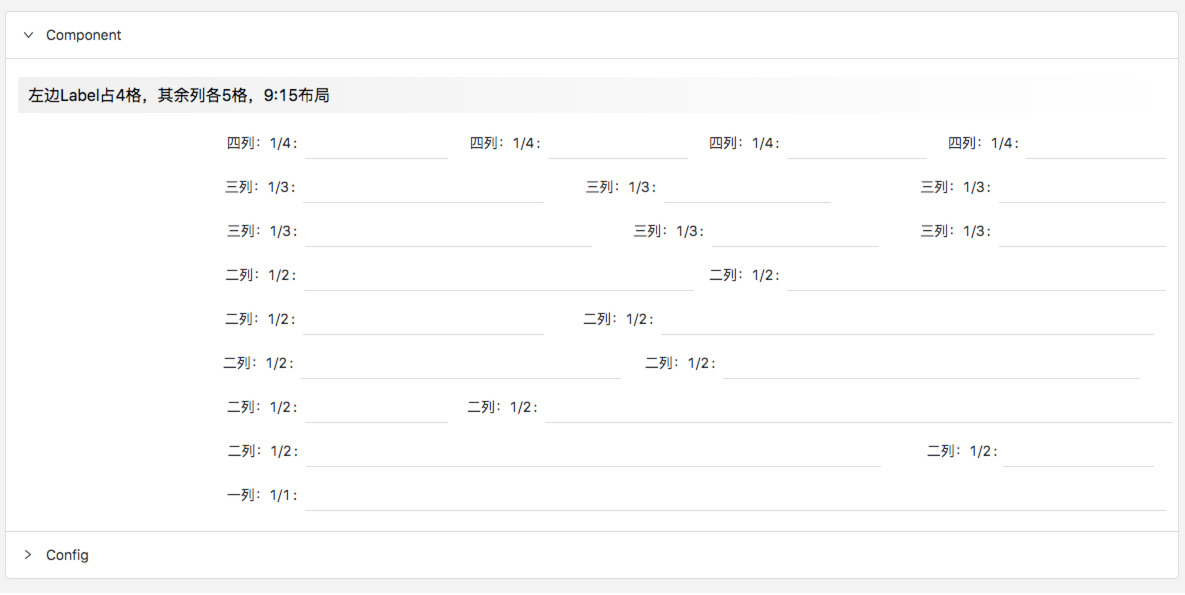 Component
左边Label占4格，其余列各5格，9:15布局
四列：1/4： 四列：1/4： 四列：1/4： 四列：1/4：
三列：1/3： 三列：1/3： 三列：1/3：
三列：1/3： 三列：1/3： 三列：1/3：
二列：1/2： 二列：1/2：
二列：1/2： 二列：1/2：
二列：1/2： 二列：1/2：
二列：1/2： 二列：1/2：
二列：1/2： 二列：1/2：
一列：1/1：
Config